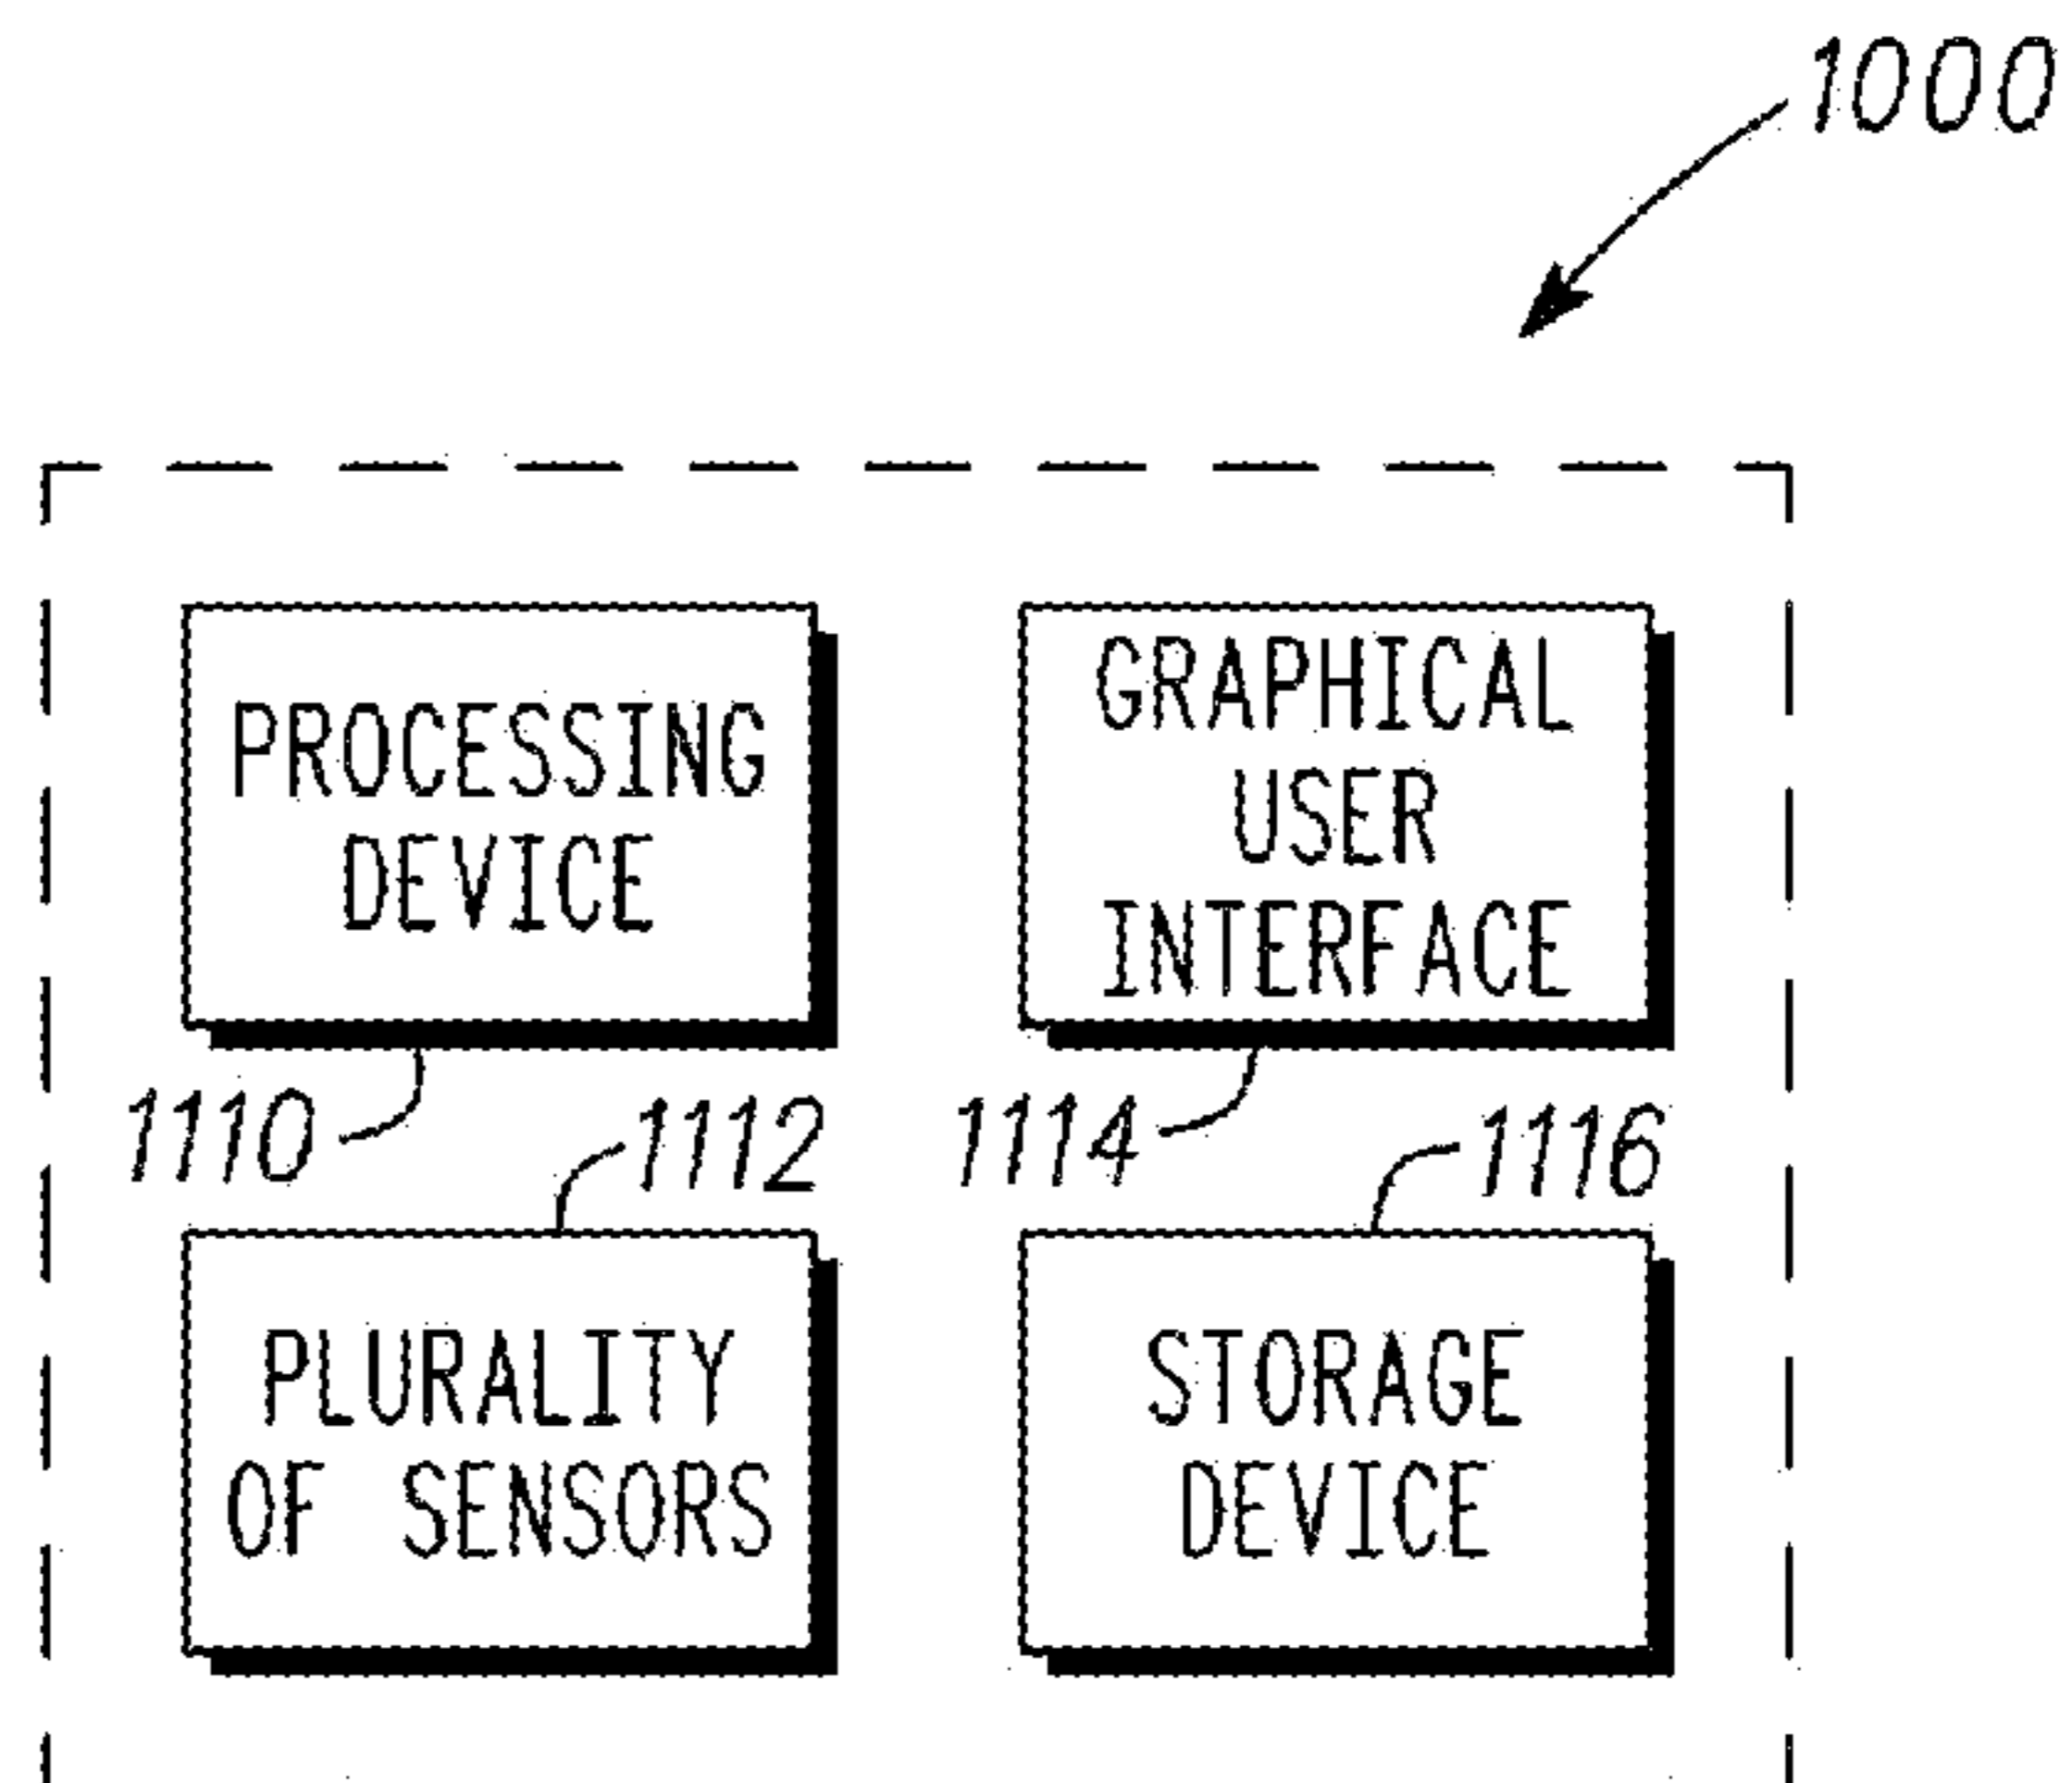 1000
PROCESSING
DEVICE
GRAPHICAL
USER
INTERFACE
1110
1112
1114
1116
PLURALITY
OF SENSORS
STORAGE
DEVICE